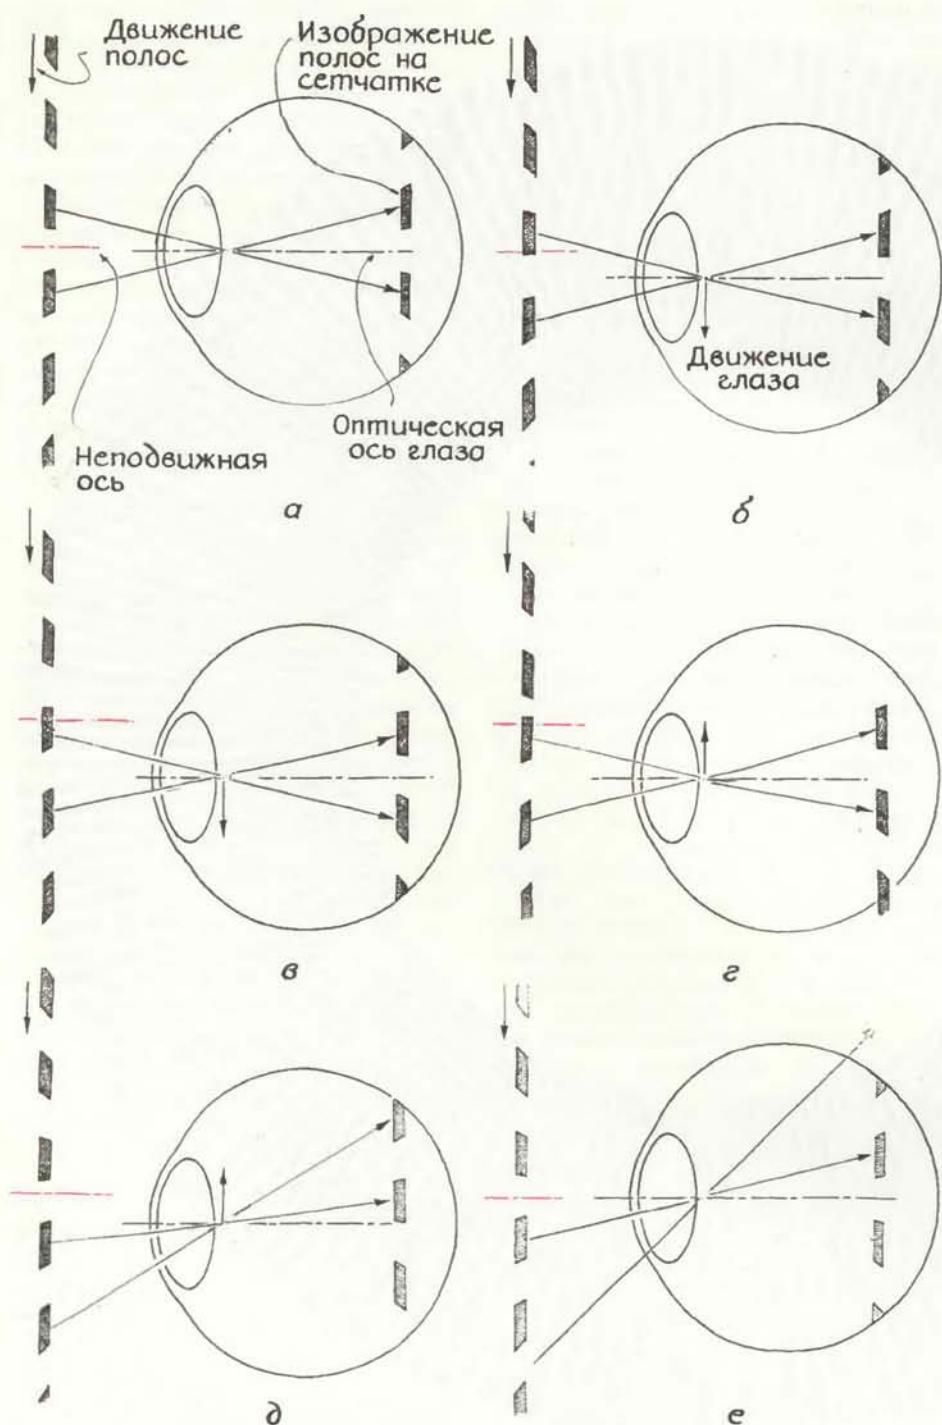 Движение
полос
Изображение
полос на
сетчатке
Неподвижная
ось
Оптическая
ось глаза
а
Движение
глаза
б
в
г
д
е